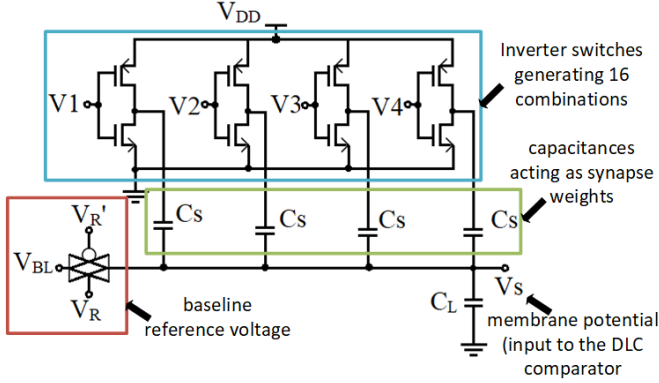 VDD
Inverter switches
generating 16
combinations
V1
V2
V3
V4
capacitances
acting as synapse
weights
VR'
Cs
Cs
Cs
Cs
VBL
VR
baseline
reference voltage
CL
Vs
membrane potential
(input to the DLC
comparator